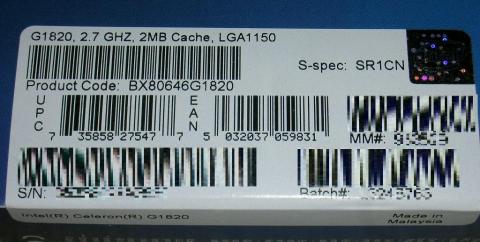 G1820, 2.7 GHZ, 2MB Cache, LGA1150
S-spec: SR1CN
Product Code: BX80646G1820
UPC
7 35858 27547 7
EAN
5 032037 059831
MM#:
S/N:
Batch#:
Intel(R) Celeron(R) G1820
Made in
Malaysia